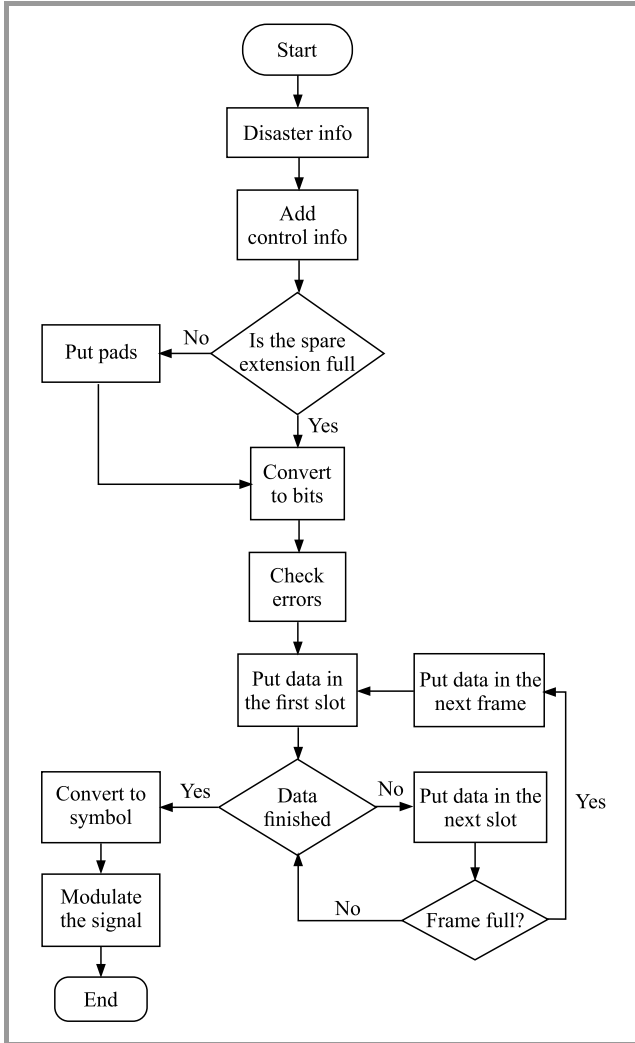 Start
Disaster info
Add
control info
Is the spare
extension full
No
Put pads
Yes
Convert
to bits
Check
errors
Put data in
the first slot
Put data in the
next frame
Data
finished
Yes
Convert to
symbol
No
Put data in the
next slot
Yes
Modulate
the signal
Frame full?
No
End